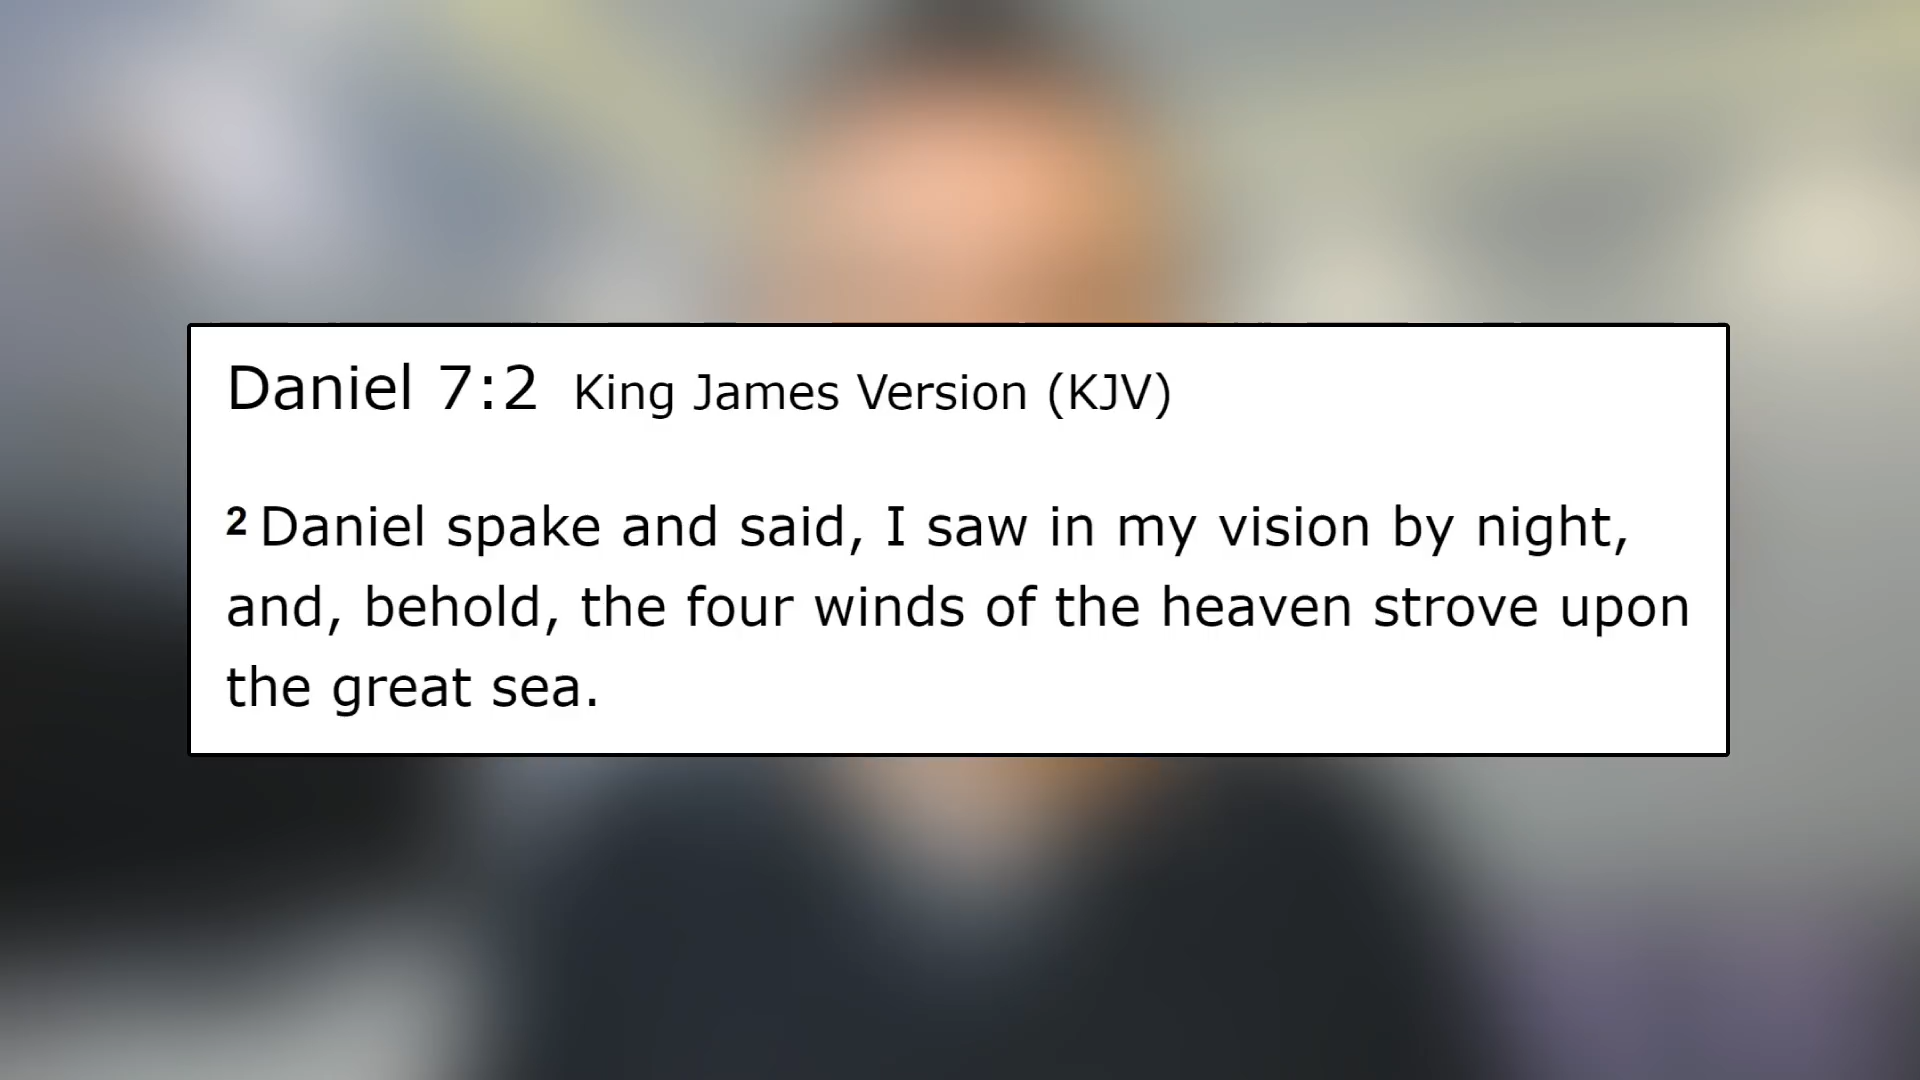 Daniel 7:2 King James Version (KJV)
2 Daniel spake and said, I saw in my vision by night,
and, behold, the four winds of the heaven strove upon
the great sea.